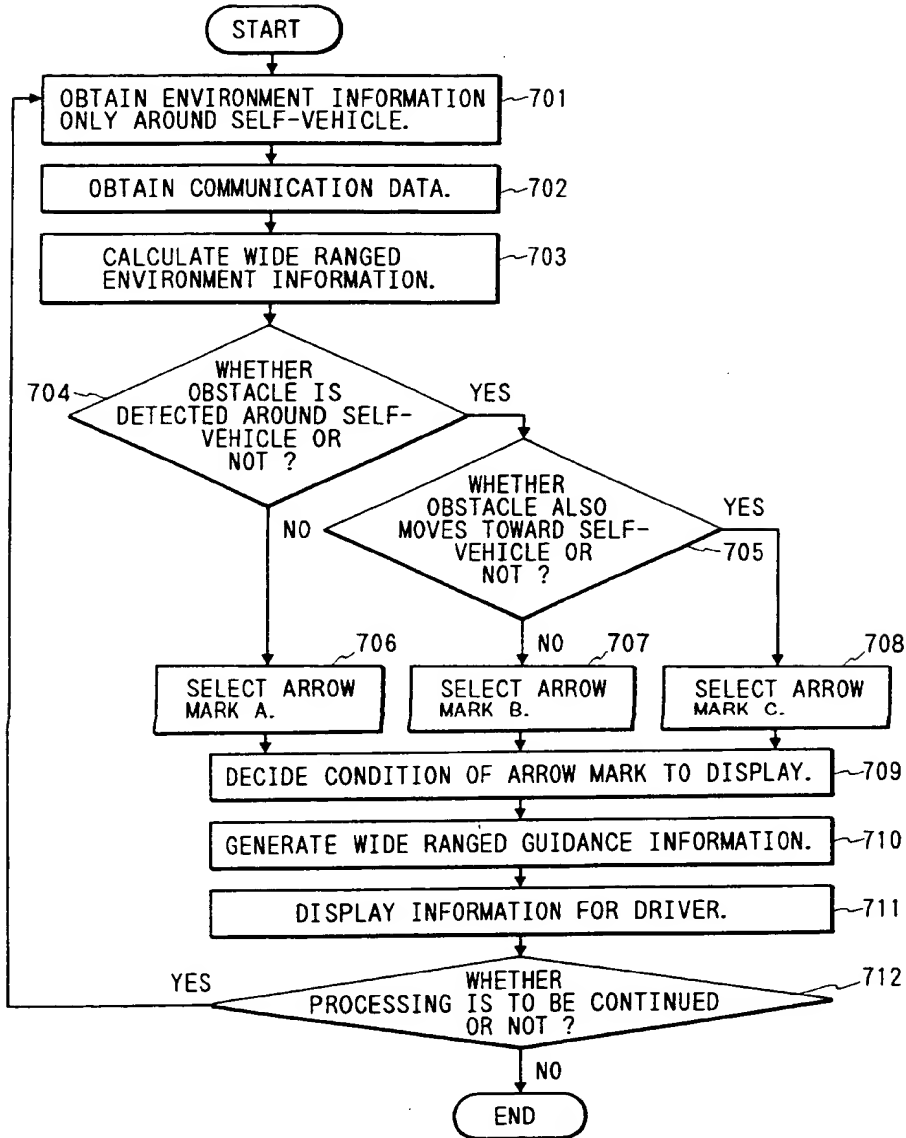 START
OBTAIN ENVIRONMENT INFORMATION
ONLY AROUND SELF-VEHICLE.
701
OBTAIN COMMUNICATION DATA.
702
CALCULATE WIDE RANGED
ENVIRONMENT INFORMATION.
703
704
WHETHER
OBSTACLE IS
DETECTED AROUND SELF-
VEHICLE OR
NOT ?
YES
NO
WHETHER
OBSTACLE ALSO
MOVES TOWARD SELF-
VEHICLE OR
NOT ?
YES
705
NO
706
SELECT ARROW
MARK A.
707
SELECT ARROW
MARK B.
708
SELECT ARROW
MARK C.
DECIDE CONDITION OF ARROW MARK TO DISPLAY.
709
GENERATE WIDE RANGED GUIDANCE INFORMATION.
710
DISPLAY INFORMATION FOR DRIVER.
711
YES
WHETHER
PROCESSING IS TO BE CONTINUED
OR NOT ?
712
NO
END